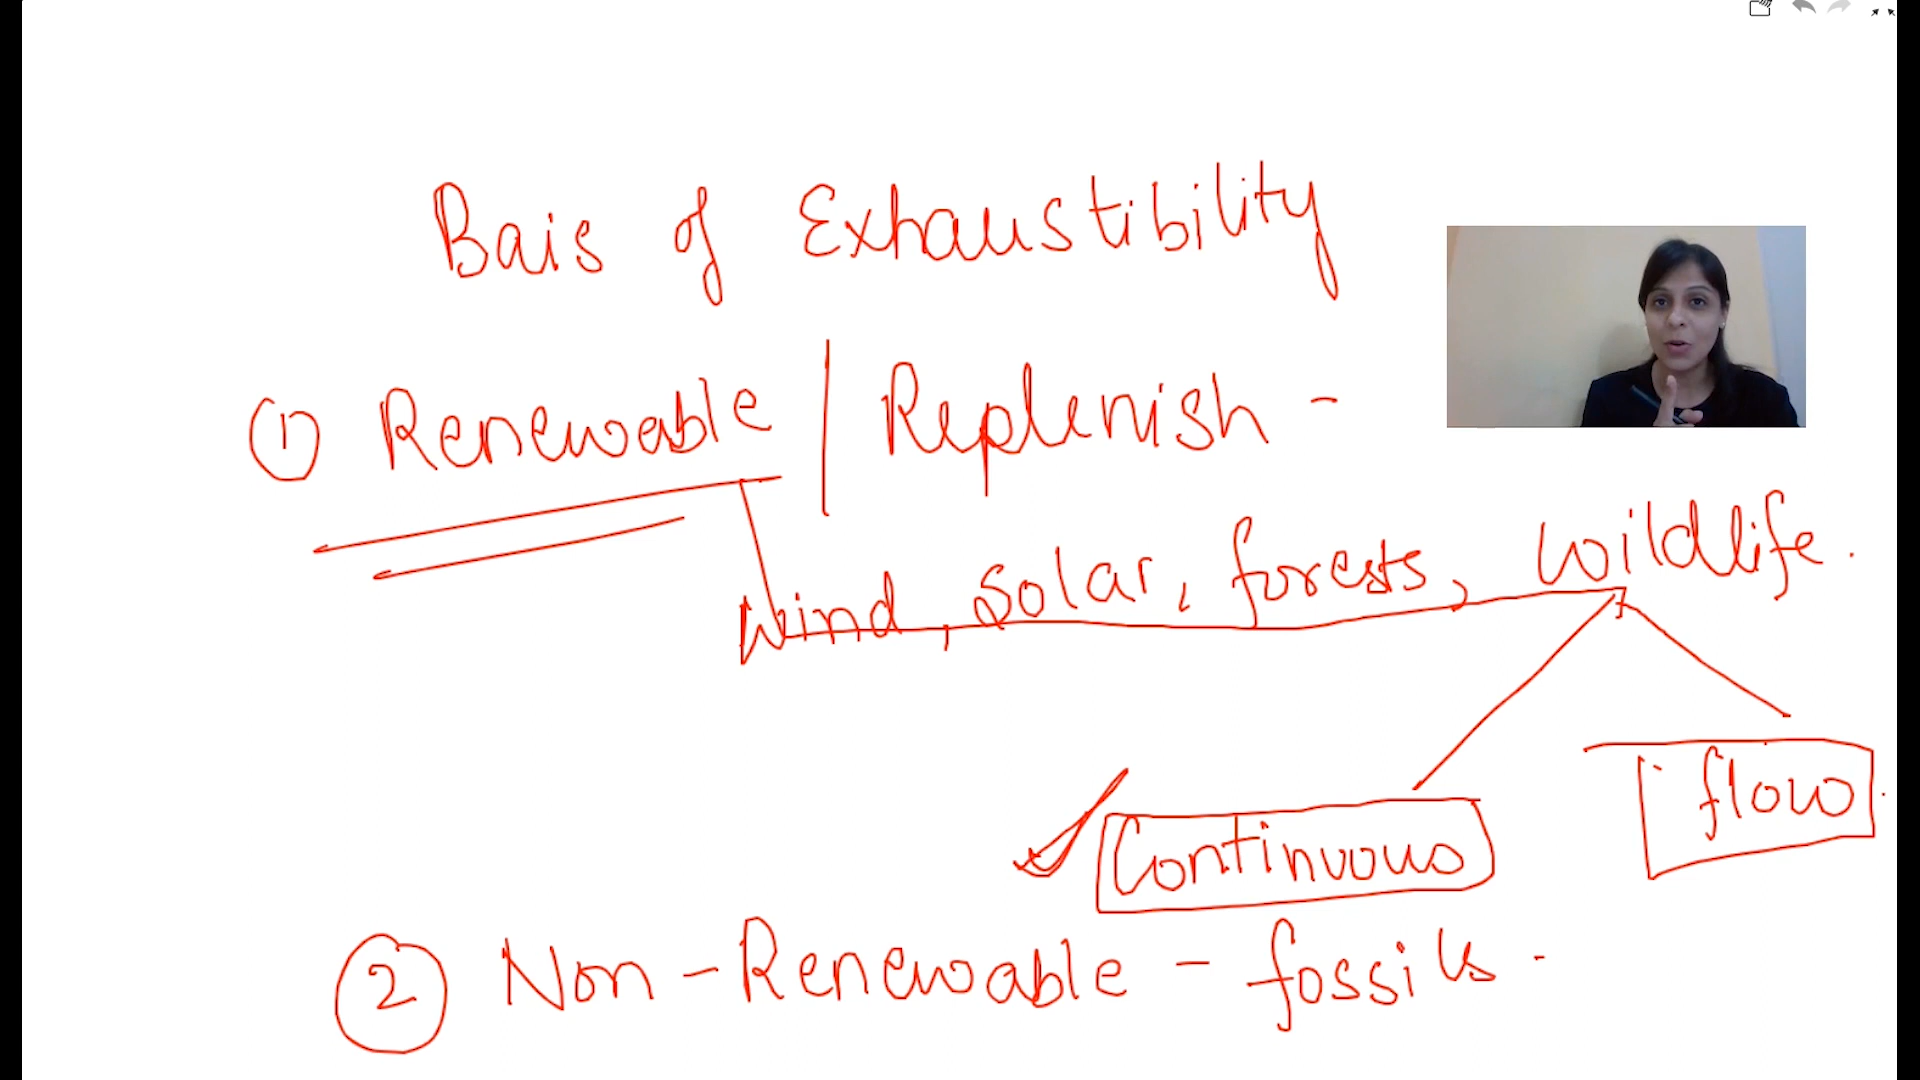 Bais of Exhaustibility
① Renewable | Replenish -
Wind, Solar, forests, Wildlife.
Continuous
flow
② Non-Renewable - fossils.